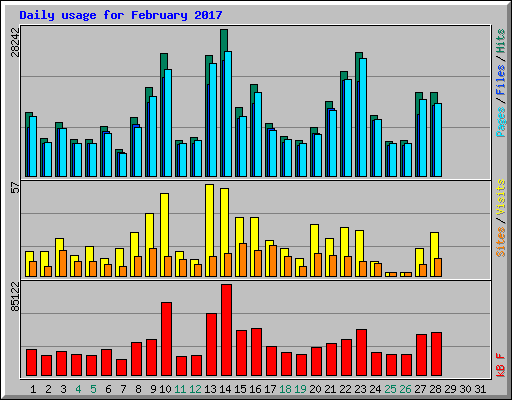 Daily usage for February 2017
28242
Pages / Files / Hits
57
Sites / Visits
85122
kB F
1 2 3 4 5 6 7 8 9 10 11 12 13 14 15 16 17 18 19 20 21 22 23 24 25 26 27 28 29 30 31